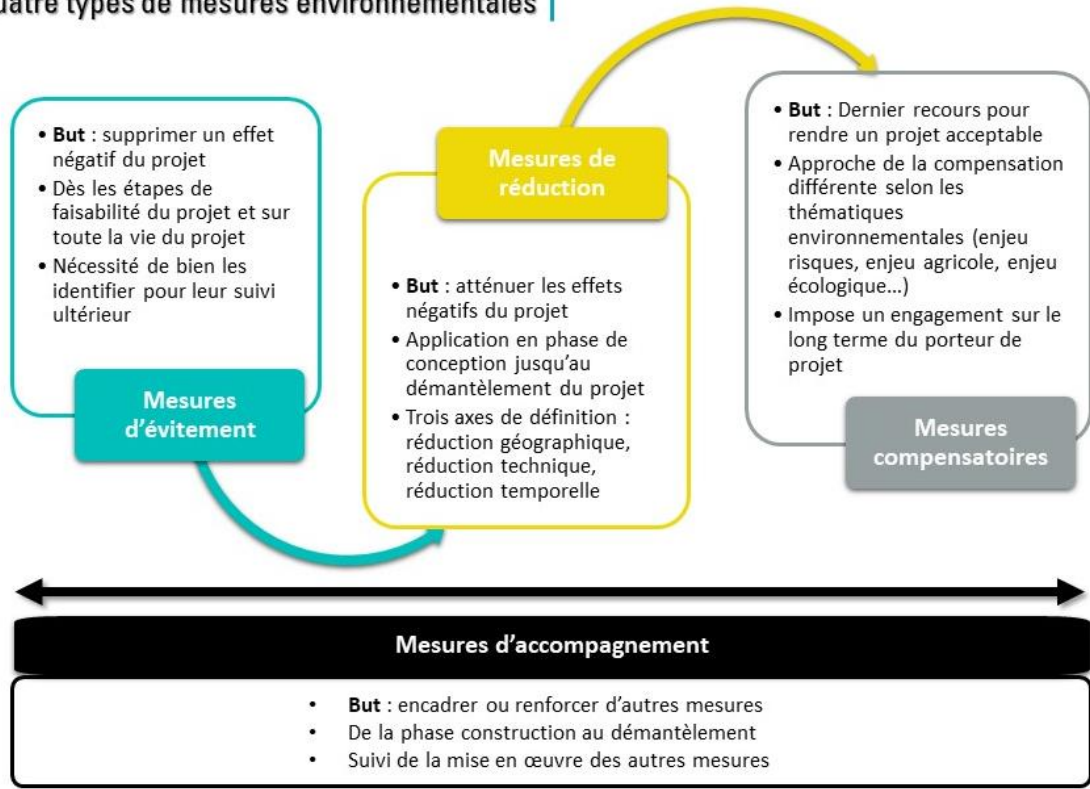 uatre types de mesures environnementales
• But : supprimer un effet
négatif du projet
• Dès les étapes de
faisabilité du projet et sur
toute la vie du projet
• Nécessité de bien les
identifier pour leur suivi
ultérieur
Mesures
d’évitement
Mesures de
réduction
• But : atténuer les effets
négatifs du projet
• Application en phase de
conception jusqu’au
démantèlement du projet
• Trois axes de définition :
réduction géographique,
réduction technique,
réduction temporelle
• But : Dernier recours pour
rendre un projet acceptable
• Approche de la compensation
différente selon les
thématiques
environnementales (enjeu
risques, enjeu agricole, enjeu
écologique...)
• Impose un engagement sur le
long terme du porteur de
projet
Mesures
compensatoires
Mesures d’accompagnement
• But : encadrer ou renforcer d’autres mesures
• De la phase construction au démantèlement
• Suivi de la mise en œuvre des autres mesures